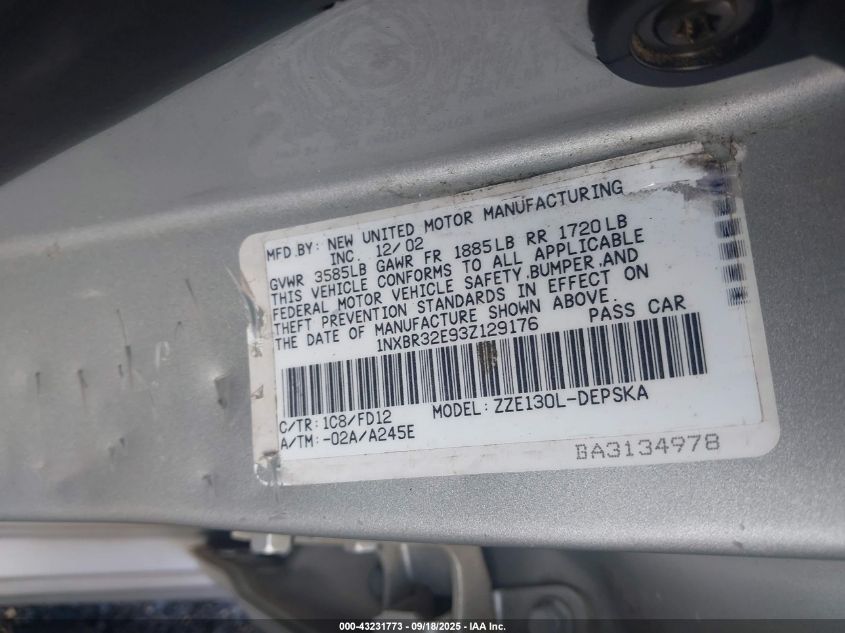 MFD.BY: NEW UNITED MOTOR MANUFACTURING
INC. 12/02
GVWR 3585LB GAWR FR 1885LB RR 1720LB
THIS VEHICLE CONFORMS TO ALL APPLICABLE
FEDERAL MOTOR VEHICLE SAFETY,BUMPER,AND
THEFT PREVENTION STANDARDS IN EFFECT ON
THE DATE OF MANUFACTURE SHOWN ABOVE.
1NXBR32E93Z129176 PASS CAR
C/TR: 1C8/FD12 MODEL: ZZE130L-DEPSKA
A/TM: -02A/A245E
BA3134978
000-43231773 - 09/18/2025 - IAA Inc.